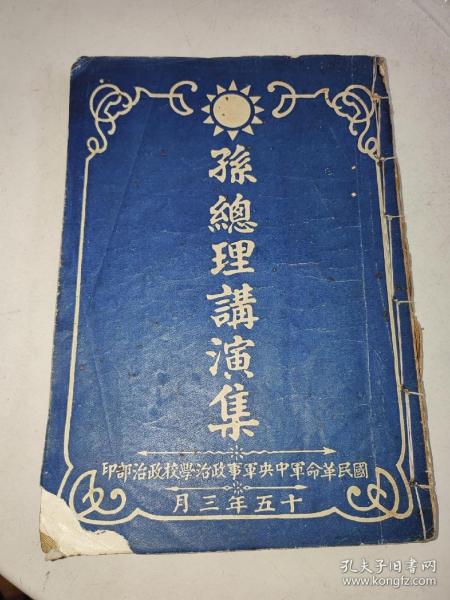 孫總理講演集
國民革命軍中央軍事政治學校政治部印
十五年三月
孔夫子旧书网
www.kongfz.com